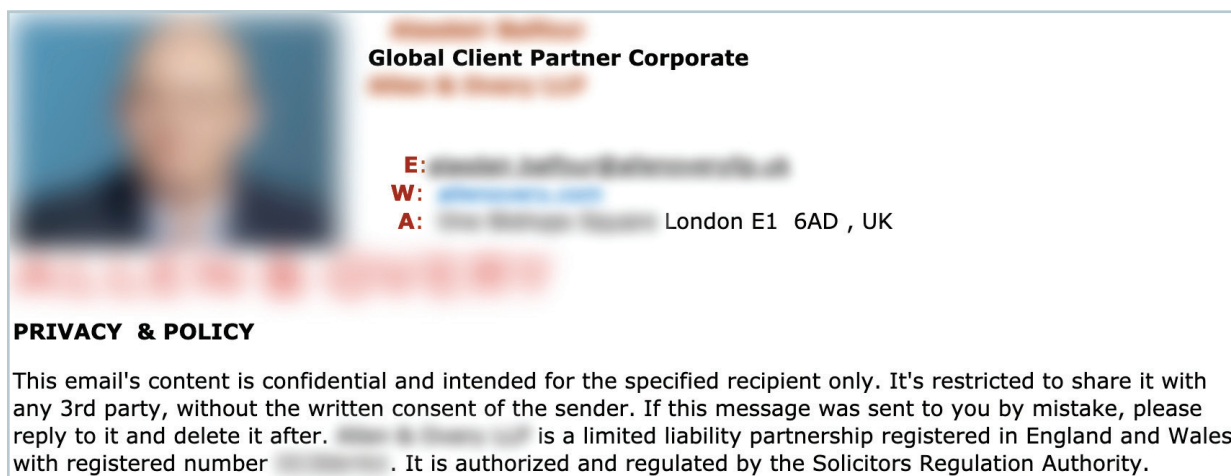 Global Client Partner Corporate
E:
W:
A: London E1 6AD , UK
PRIVACY & POLICY
This email's content is confidential and intended for the specified recipient only. It's restricted to share it with
any 3rd party, without the written consent of the sender. If this message was sent to you by mistake, please
reply to it and delete it after. is a limited liability partnership registered in England and Wales
with registered number . It is authorized and regulated by the Solicitors Regulation Authority.